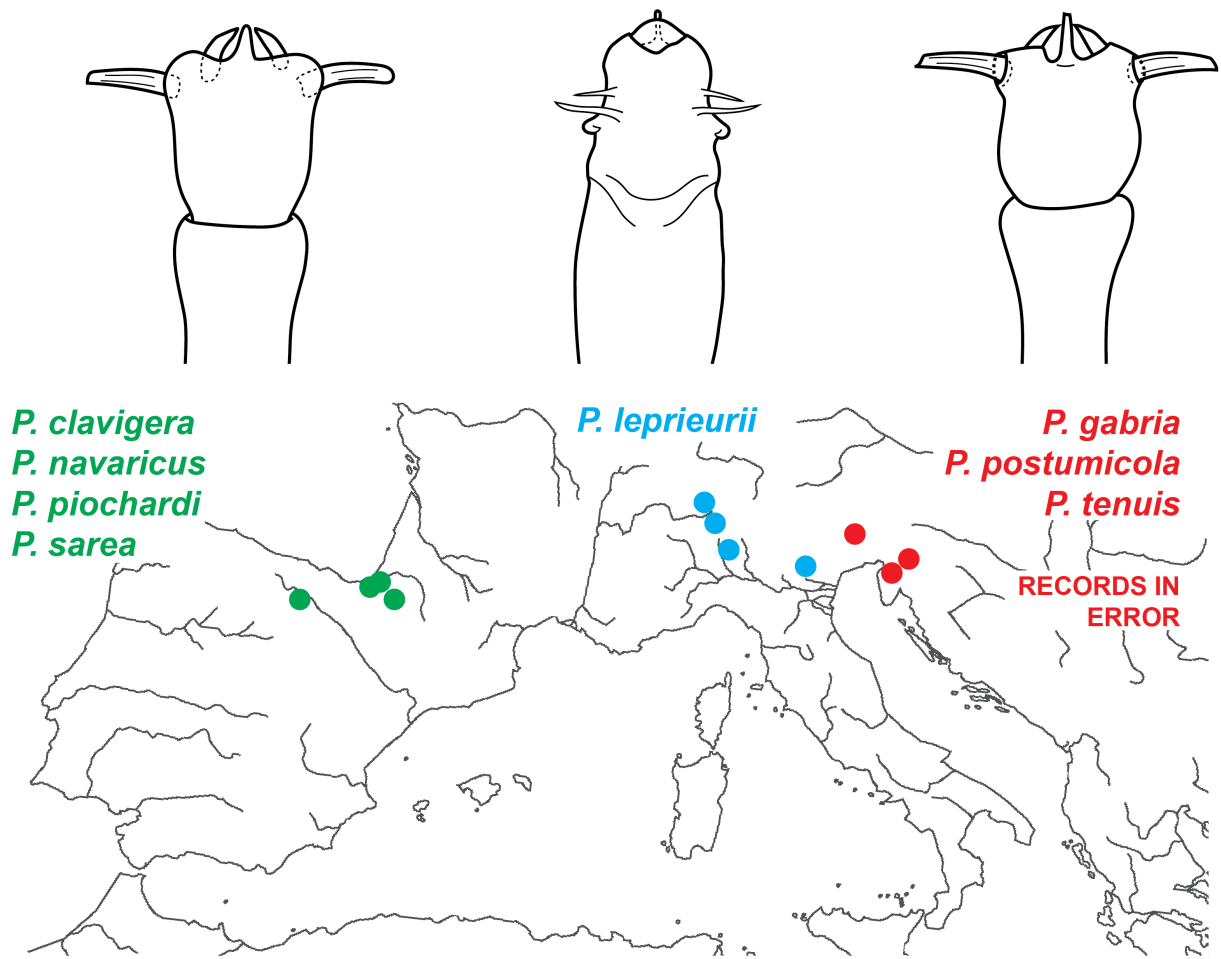 P. clavigera
P. navaricus
P. piochardi
P. sarea
P. leprieurii
P. gabria
P. postumicola
P. tenuis
RECORDS IN
ERROR